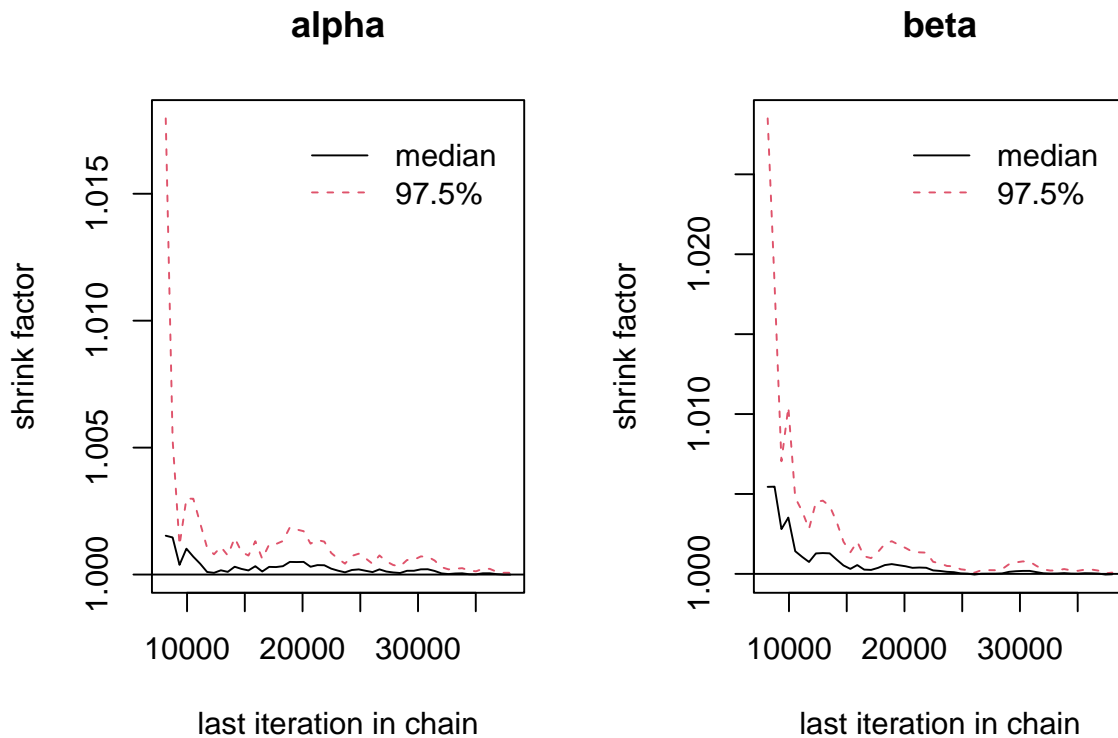 alpha
shrink factor
1.000
1.005
1.010
1.015
median
97.5%
10000
20000
30000
last iteration in chain
beta
shrink factor
1.000
1.010
1.020
median
97.5%
10000
20000
30000
last iteration in chain